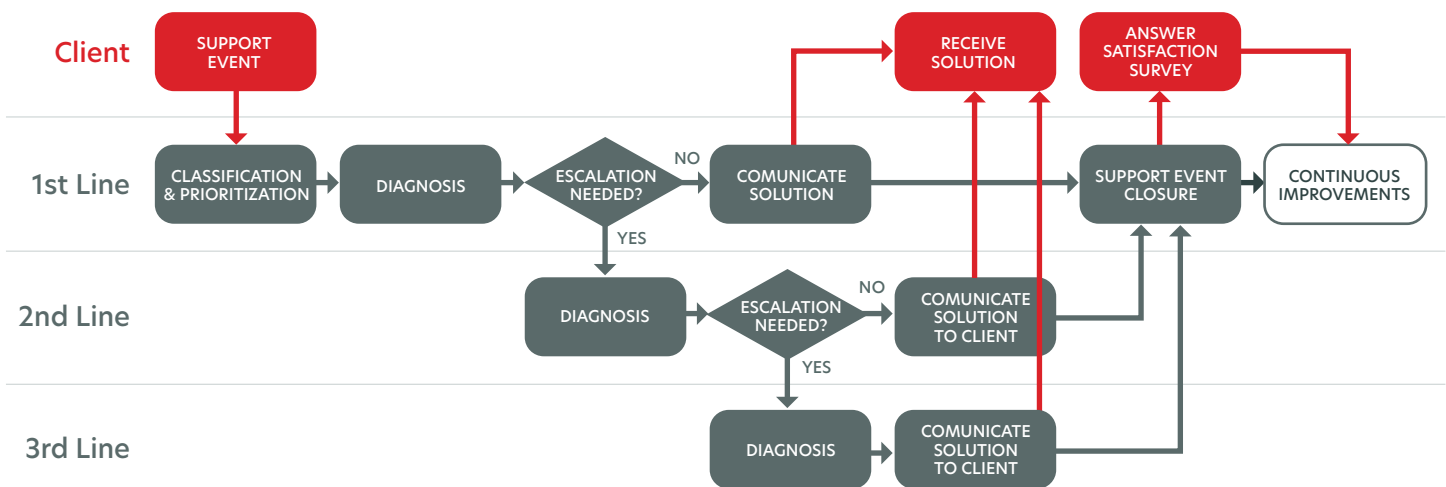 Client
SUPPORT
EVENT
RECEIVE
SOLUTION
ANSWER
SATISFACTION
SURVEY
1st Line
CLASSIFICATION
& PRIORITIZATION
DIAGNOSIS
ESCALATION
NEEDED?
NO
COMUNICATE
SOLUTION
SUPPORT EVENT
CLOSURE
CONTINUOUS
IMPROVEMENTS
YES
2nd Line
DIAGNOSIS
ESCALATION
NEEDED?
NO
COMUNICATE
SOLUTION
TO CLIENT
YES
3rd Line
DIAGNOSIS
COMUNICATE
SOLUTION
TO CLIENT